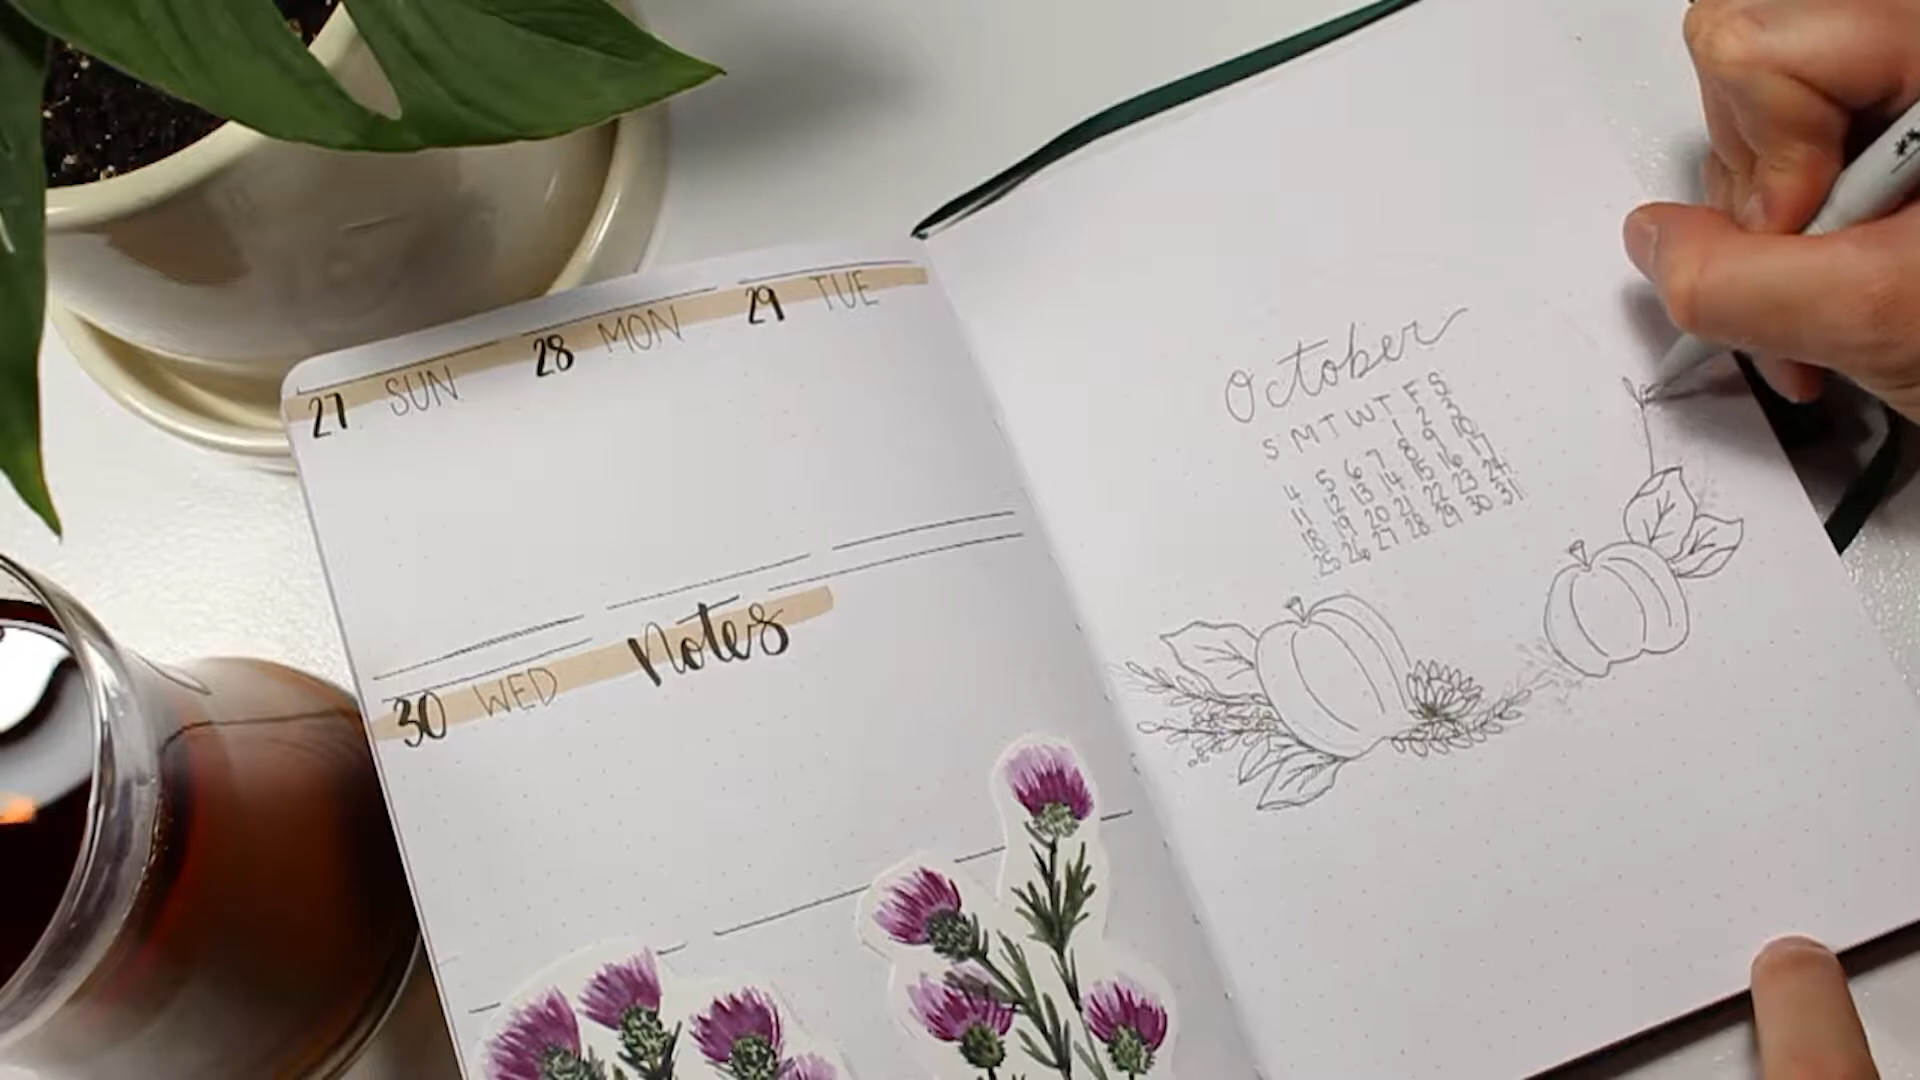 27 SUN 28 MON 29 TUE
30 WED Notes
October
S M T W T F S
1 2 3
4 5 6 7 8 9 10
11 12 13 14 15 16 17
18 19 20 21 22 23 24
25 26 27 28 29 30 31